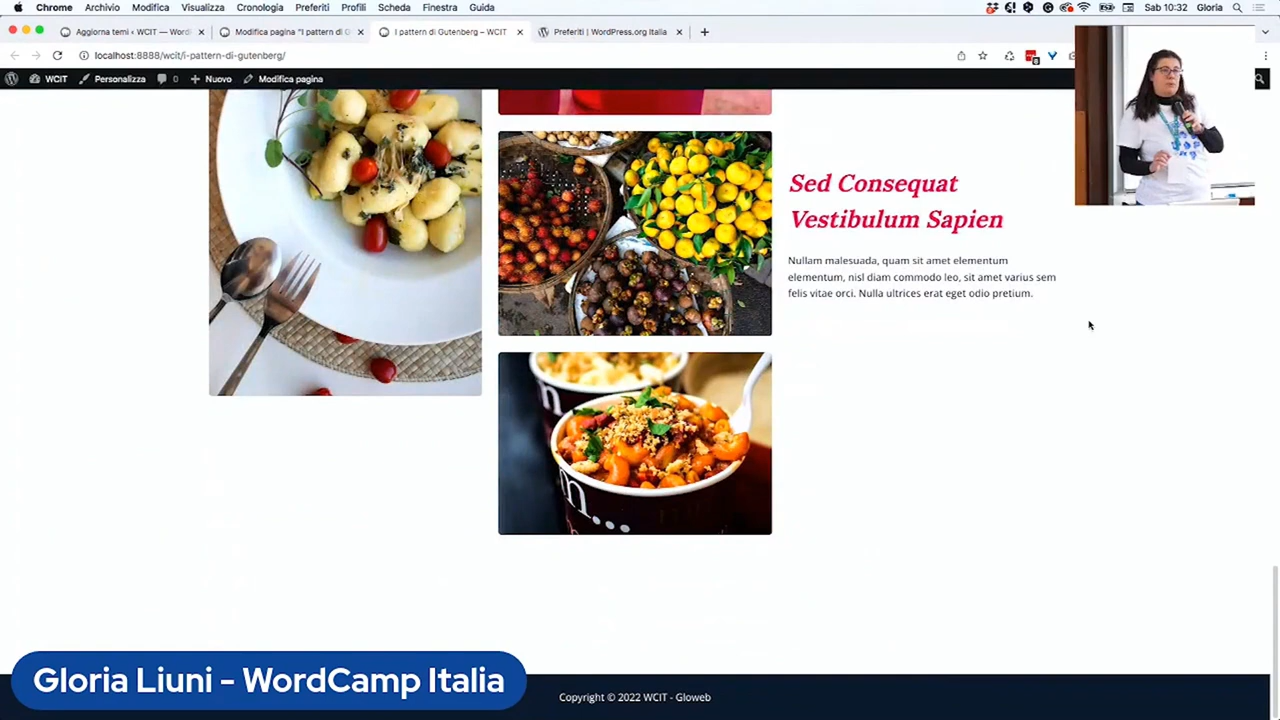 Chrome Archivio Modifica Visualizza Cronologia Preferiti Profili Scheda Finestra Guida Sab 10:32 Gloria
Aggiorna temi ‹ WCIT — Word
Modifica pagina "I pattern di G
I pattern di Gutenberg – WCIT
Preferiti | WordPress.org Italia
localhost:8888/wcit/i-pattern-di-gutenberg/
WCIT Personalizza 0 Nuovo Modifica pagina
Sed Consequat
Vestibulum Sapien
Nullam malesuada, quam sit amet elementum
elementum, nisl diam commodo leo, sit amet varius sem
felis vitae orci. Nulla ultrices erat eget odio pretium.
Gloria Liuni - WordCamp Italia
Copyright © 2022 WCIT - Gloweb